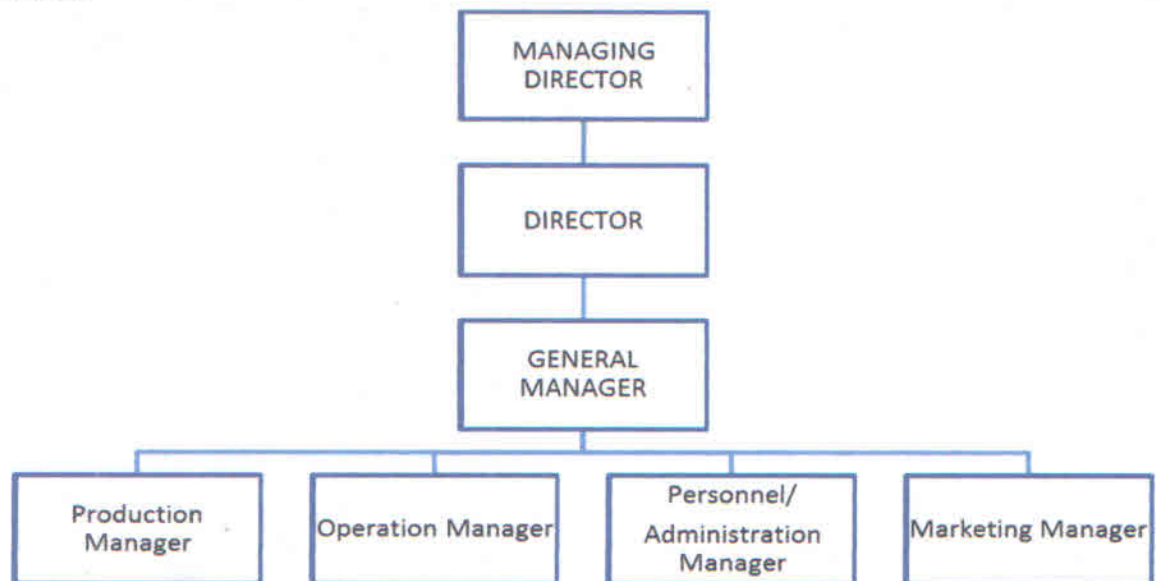 MANAGING
DIRECTOR
DIRECTOR
GENERAL
MANAGER
Production
Manager
Operation Manager
Personnel/
Administration
Manager
Marketing Manager